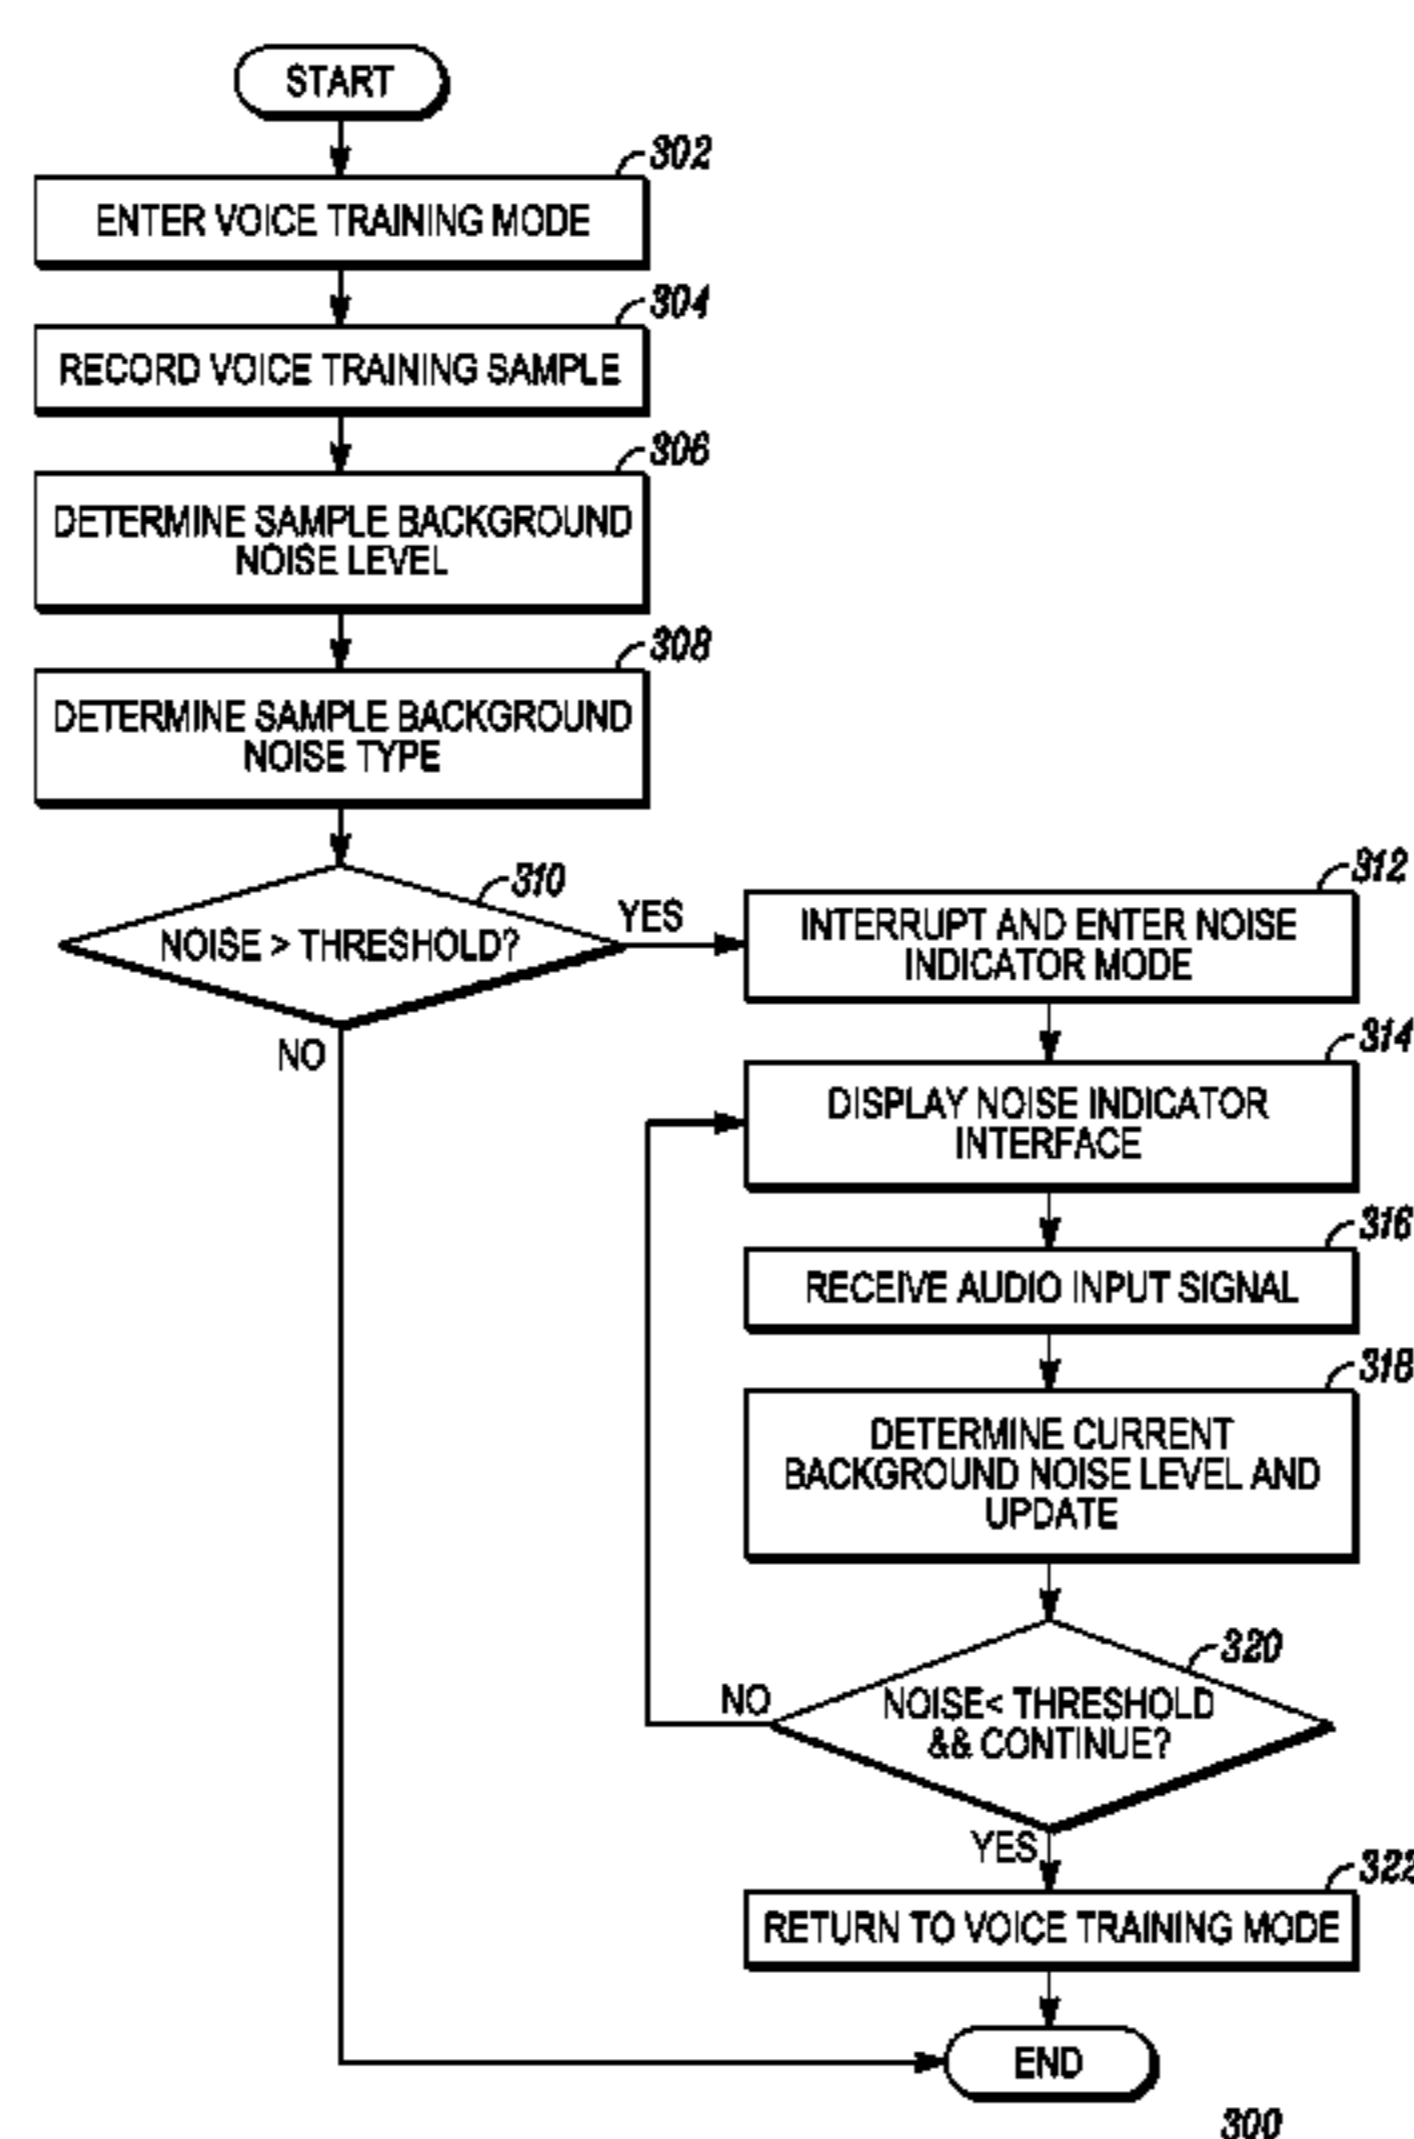 START
302
ENTER VOICE TRAINING MODE
304
RECORD VOICE TRAINING SAMPLE
306
DETERMINE SAMPLE BACKGROUND
NOISE LEVEL
308
DETERMINE SAMPLE BACKGROUND
NOISE TYPE
310
NOISE > THRESHOLD?
YES
NO
312
INTERRUPT AND ENTER NOISE
INDICATOR MODE
314
DISPLAY NOISE INDICATOR
INTERFACE
316
RECEIVE AUDIO INPUT SIGNAL
318
DETERMINE CURRENT
BACKGROUND NOISE LEVEL AND
UPDATE
320
NOISE< THRESHOLD
&& CONTINUE?
NO
YES
322
RETURN TO VOICE TRAINING MODE
END
300